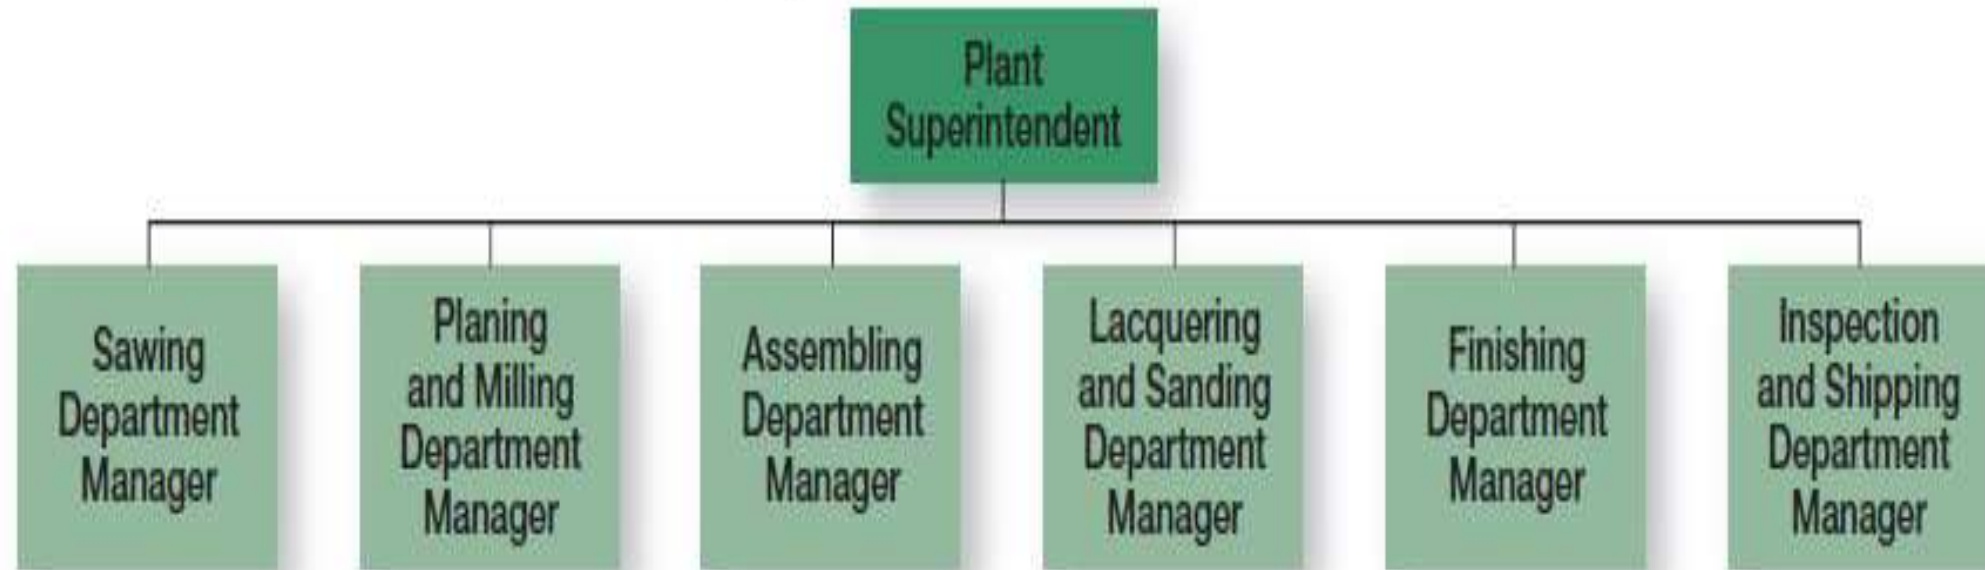 Plant
Superintendent
Sawing
Department
Manager
Planing
and Milling
Department
Manager
Assembling
Department
Manager
Lacquering
and Sanding
Department
Manager
Finishing
Department
Manager
Inspection
and Shipping
Department
Manager